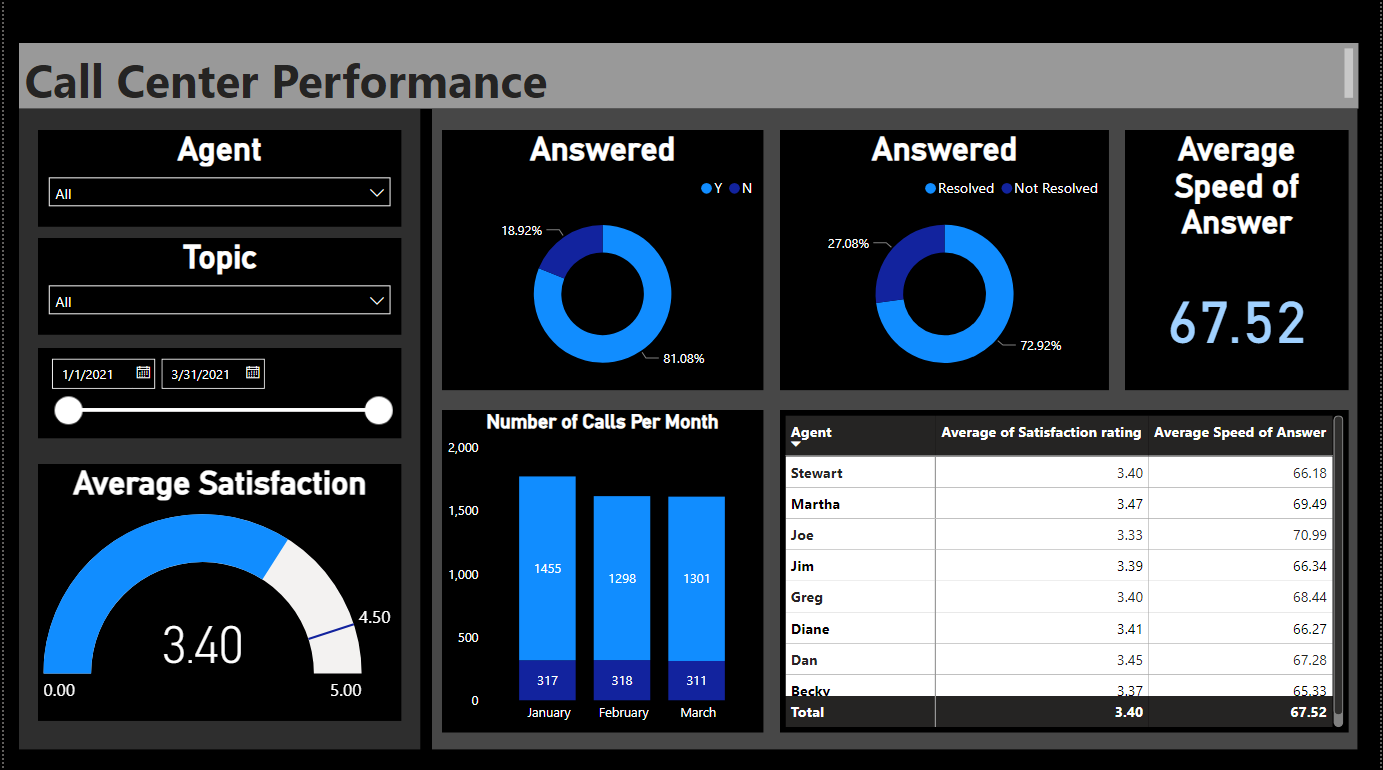 Call Center Performance
Agent
All
Topic
All
1/1/2021 3/31/2021
Average Satisfaction
3.40
4.50
0.00 5.00
Answered
Y N
18.92%
81.08%
Answered
Resolved Not Resolved
27.08%
72.92%
Average
Speed of
Answer
67.52
Number of Calls Per Month
2,000
1,500
1,000
500
0
1455 1298 1301
317 318 311
January February March
Agent Average of Satisfaction rating Average Speed of Answer
Stewart 3.40 66.18
Martha 3.47 69.49
Joe 3.33 70.99
Jim 3.39 66.34
Greg 3.40 68.44
Diane 3.41 66.27
Dan 3.45 67.28
Becky 3.37 65.33
Total 3.40 67.52